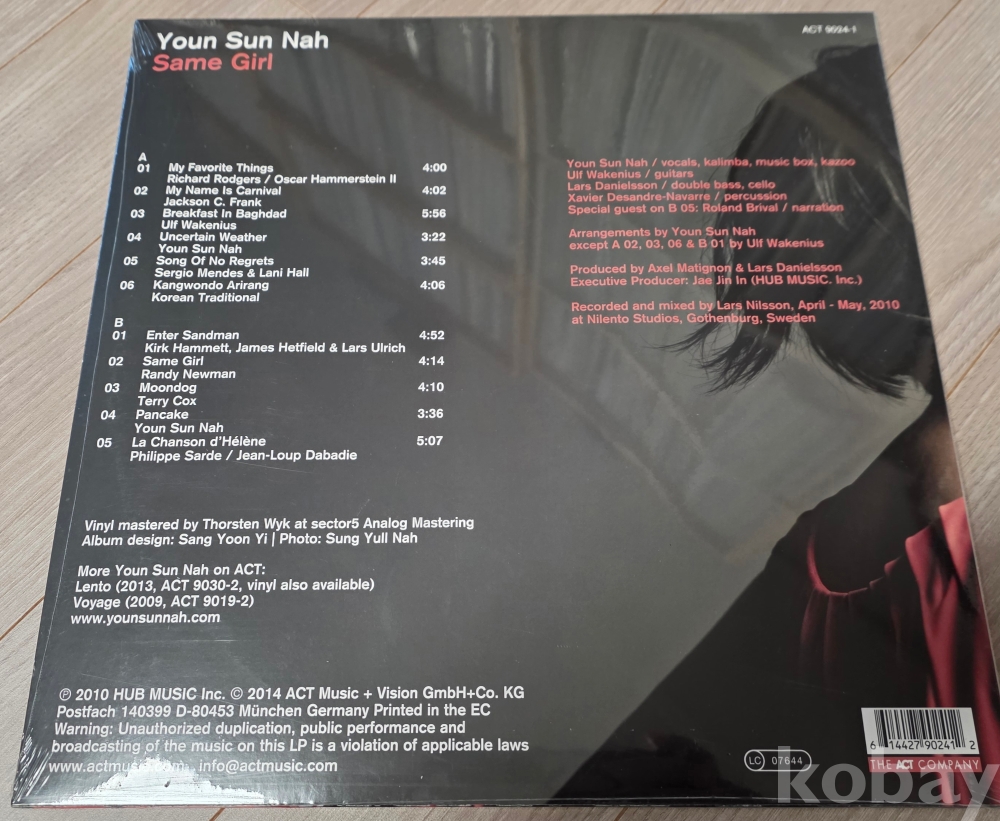 Youn Sun Nah
Same Girl
ACT 9024-1
A
01 My Favorite Things 4:00
Richard Rodgers / Oscar Hammerstein II
02 My Name Is Carnival 4:02
Jackson C. Frank
03 Breakfast In Baghdad 5:56
Ulf Wakenius
04 Uncertain Weather 3:22
Youn Sun Nah
05 Song Of No Regrets 3:45
Sergio Mendes & Lani Hall
06 Kangwondo Arirang 4:06
Korean Traditional
B
01 Enter Sandman 4:52
Kirk Hammett, James Hetfield & Lars Ulrich
02 Same Girl 4:14
Randy Newman
03 Moondog 4:10
Terry Cox
04 Pancake 3:36
Youn Sun Nah
05 La Chanson d'Hélène 5:07
Philippe Sarde / Jean-Loup Dabadie
Youn Sun Nah / vocals, kalimba, music box, kazoo
Ulf Wakenius / guitars
Lars Danielsson / double bass, cello
Xavier Desandre-Navarre / percussion
Special guest on B 05: Roland Brival / narration
Arrangements by Youn Sun Nah
except A 02, 03, 06 & B 01 by Ulf Wakenius
Produced by Axel Matignon & Lars Danielsson
Executive Producer: Jae Jin In (HUB MUSIC. Inc.)
Recorded and mixed by Lars Nilsson, April - May, 2010
at Nilento Studios, Gothenburg, Sweden
Vinyl mastered by Thorsten Wyk at sector5 Analog Mastering
Album design: Sang Yoon Yi | Photo: Sung Yull Nah
More Youn Sun Nah on ACT:
Lento (2013, ACT 9030-2, vinyl also available)
Voyage (2009, ACT 9019-2)
www.younsunnah.com
℗ 2010 HUB MUSIC Inc. © 2014 ACT Music + Vision GmbH+Co. KG
Postfach 140399 D-80453 München Germany Printed in the EC
Warning: Unauthorized duplication, public performance and
broadcasting of the music on this LP is a violation of applicable laws
www.actmusic.com . info@actmusic.com
LC 07644
6 14427 90241 2
THE ACT COMPANY
kobay